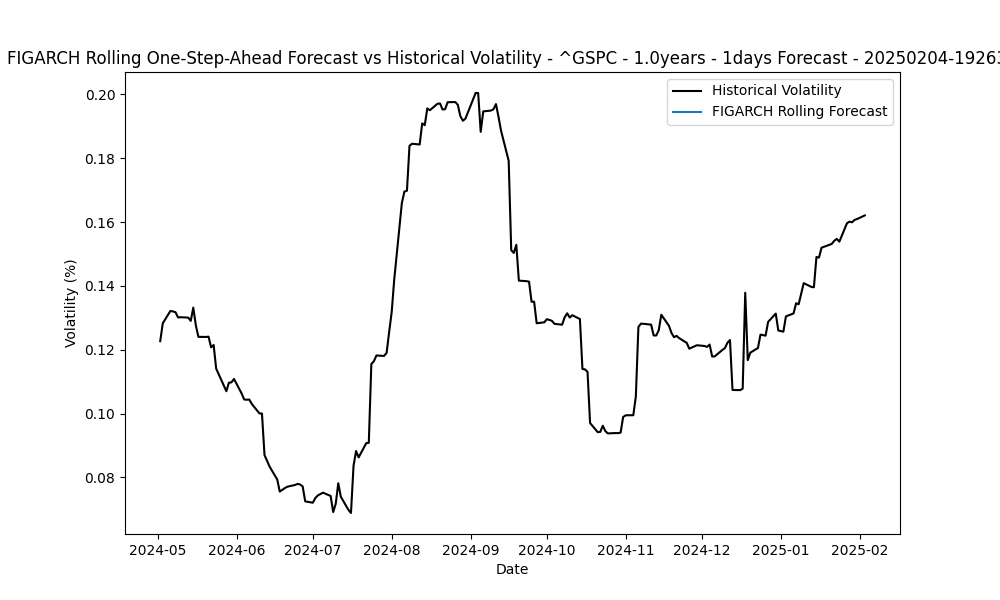 FIGARCH Rolling One-Step-Ahead Forecast vs Historical Volatility - ^GSPC - 1.0years - 1days Forecast - 20250204-19263
Historical Volatility
FIGARCH Rolling Forecast
Volatility (%)
0.20
0.18
0.16
0.14
0.12
0.10
0.08
2024-05 2024-06 2024-07 2024-08 2024-09 2024-10 2024-11 2024-12 2025-01 2025-02
Date